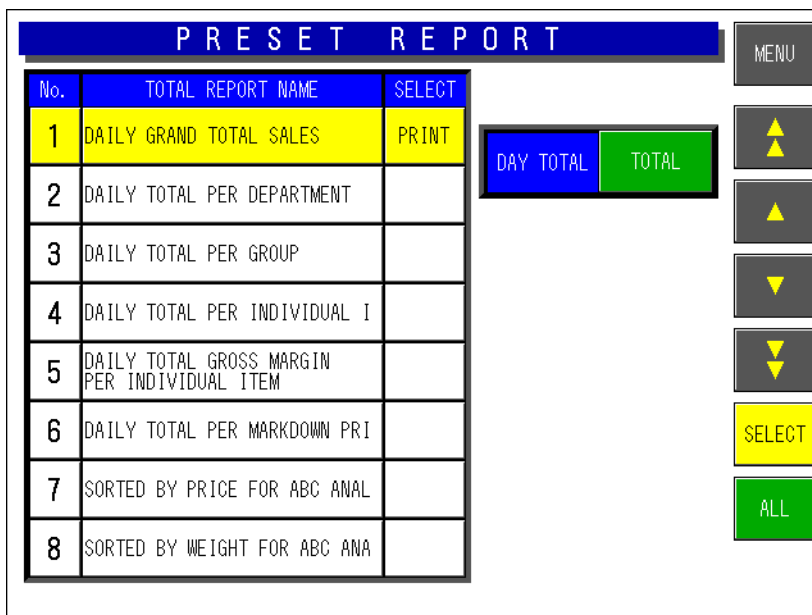 PRESET REPORT
MENU
No. TOTAL REPORT NAME SELECT
1 DAILY GRAND TOTAL SALES PRINT
DAY TOTAL TOTAL
2 DAILY TOTAL PER DEPARTMENT
3 DAILY TOTAL PER GROUP
4 DAILY TOTAL PER INDIVIDUAL I
5 DAILY TOTAL GROSS MARGIN
PER INDIVIDUAL ITEM
6 DAILY TOTAL PER MARKDOWN PRI
SELECT
7 SORTED BY PRICE FOR ABC ANAL
ALL
8 SORTED BY WEIGHT FOR ABC ANA